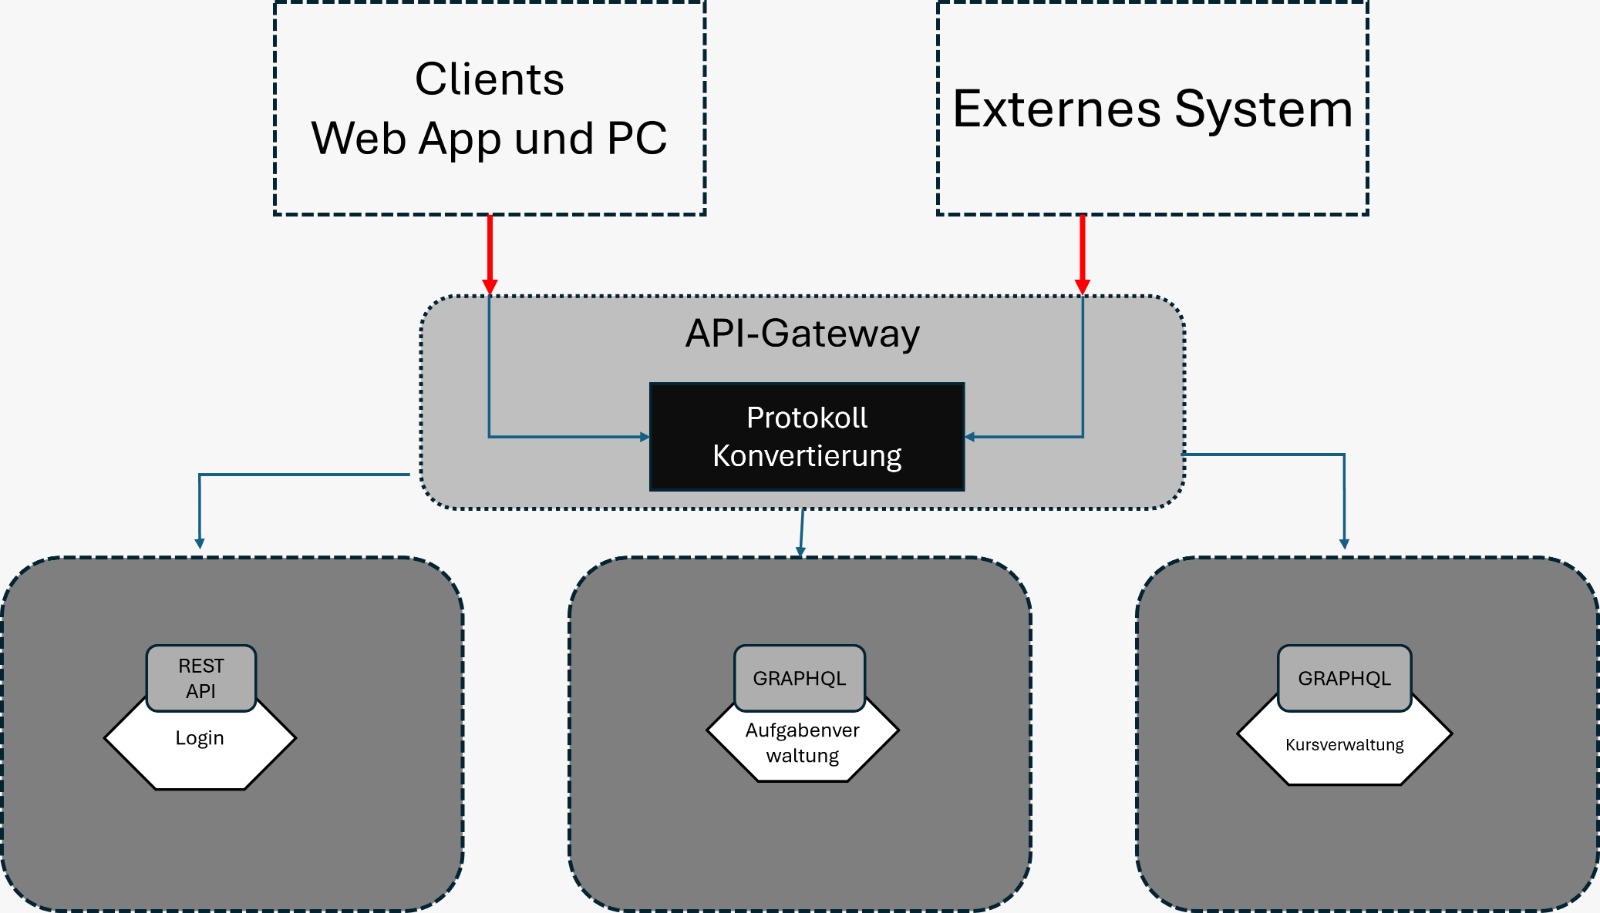 Clients
Web App und PC
Externes System
API-Gateway
Protokoll
Konvertierung
REST
API
Login
GRAPHQL
Aufgabenver
waltung
GRAPHQL
Kursverwaltung